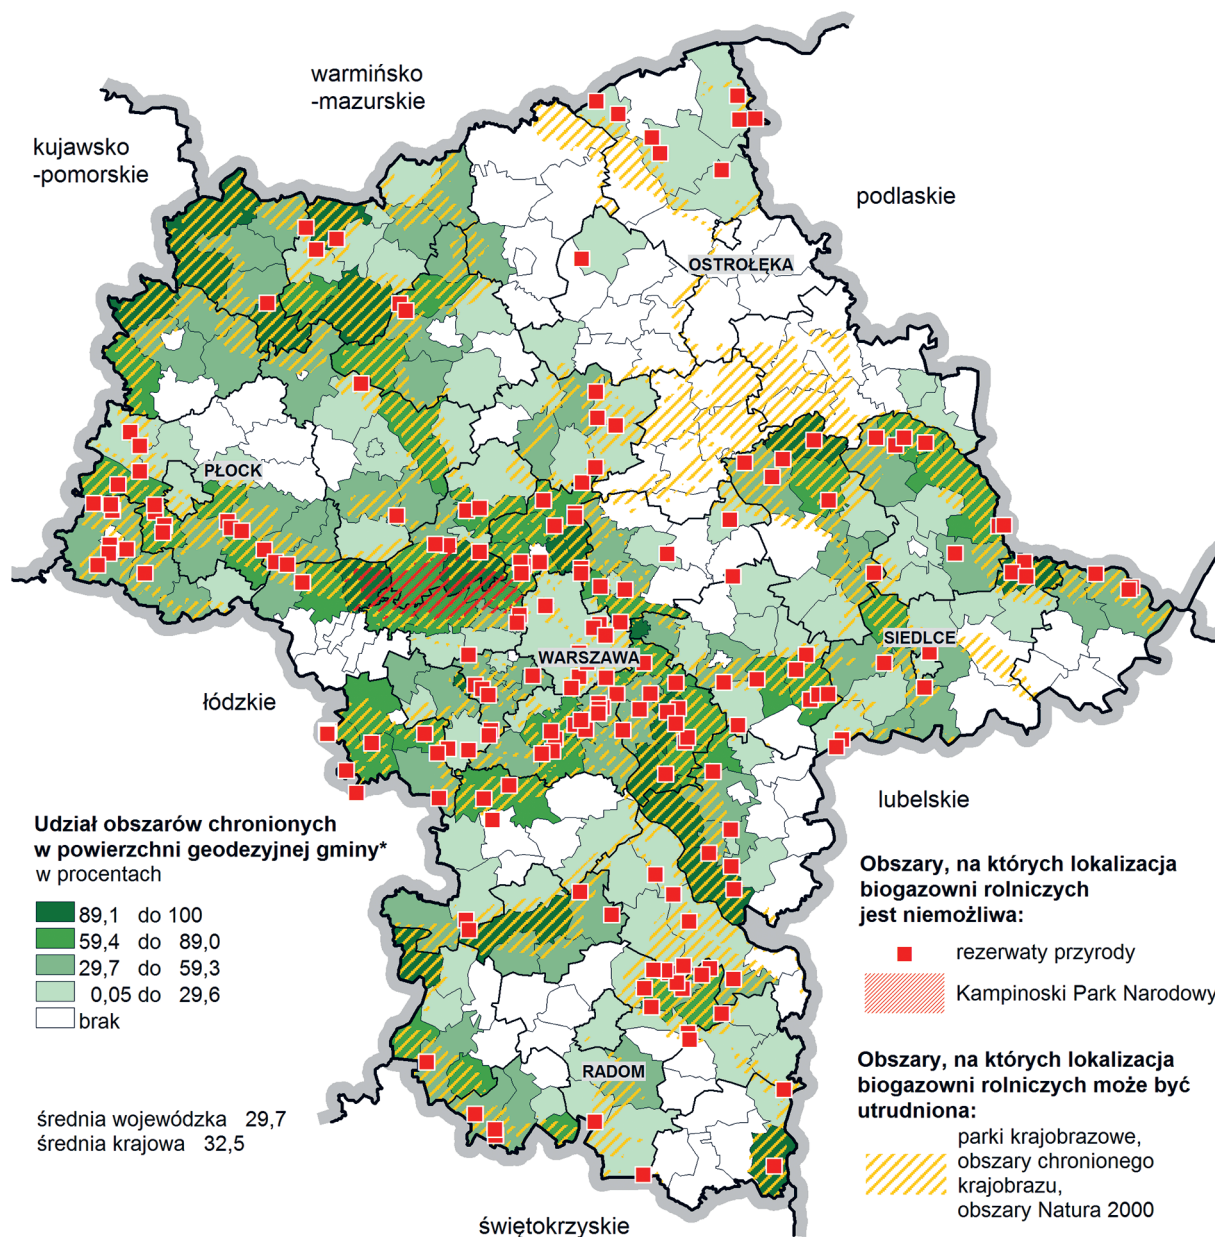 warmińsko
-mazurskie
kujawsko
-pomorskie
podlaskie
OSTROŁĘKA
PŁOCK
SIEDLCE
WARSZAWA
łódzkie
lubelskie
Udział obszarów chronionych
w powierzchni geodezyjnej gminy*
w procentach
89,1 do 100
59,4 do 89,0
29,7 do 59,3
0,05 do 29,6
brak
średnia wojewódzka 29,7
średnia krajowa 32,5
RADOM
świętokrzyskie
Obszary, na których lokalizacja
biogazowni rolniczych
jest niemożliwa:
rezerwaty przyrody
Kampinoski Park Narodowy
Obszary, na których lokalizacja
biogazowni rolniczych może być
utrudniona:
parki krajobrazowe,
obszary chronionego
krajobrazu,
obszary Natura 2000